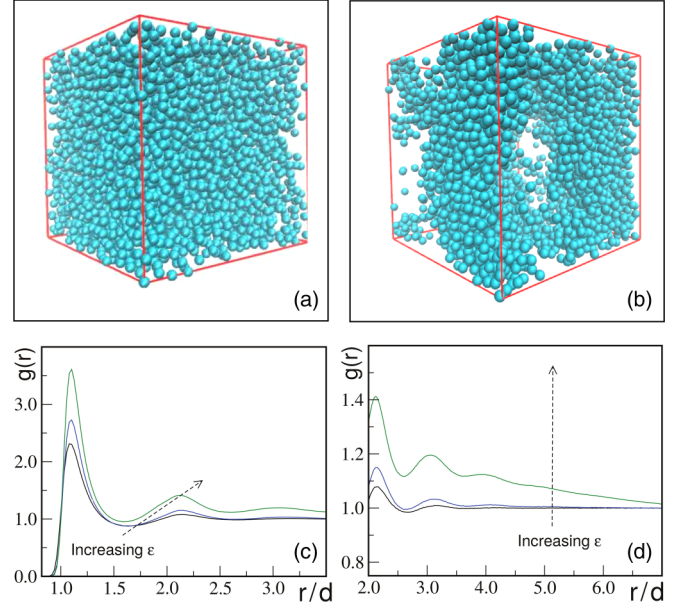 (a)
(b)
g(r)
3.0
2.0
1.0
0.0
Increasing ε
(c)
1.0
1.5
2.0
2.5
3.0
r/d
g(r)
1.4
1.2
1.0
0.8
Increasing ε
(d)
2.0
3.0
4.0
5.0
6.0
r/d